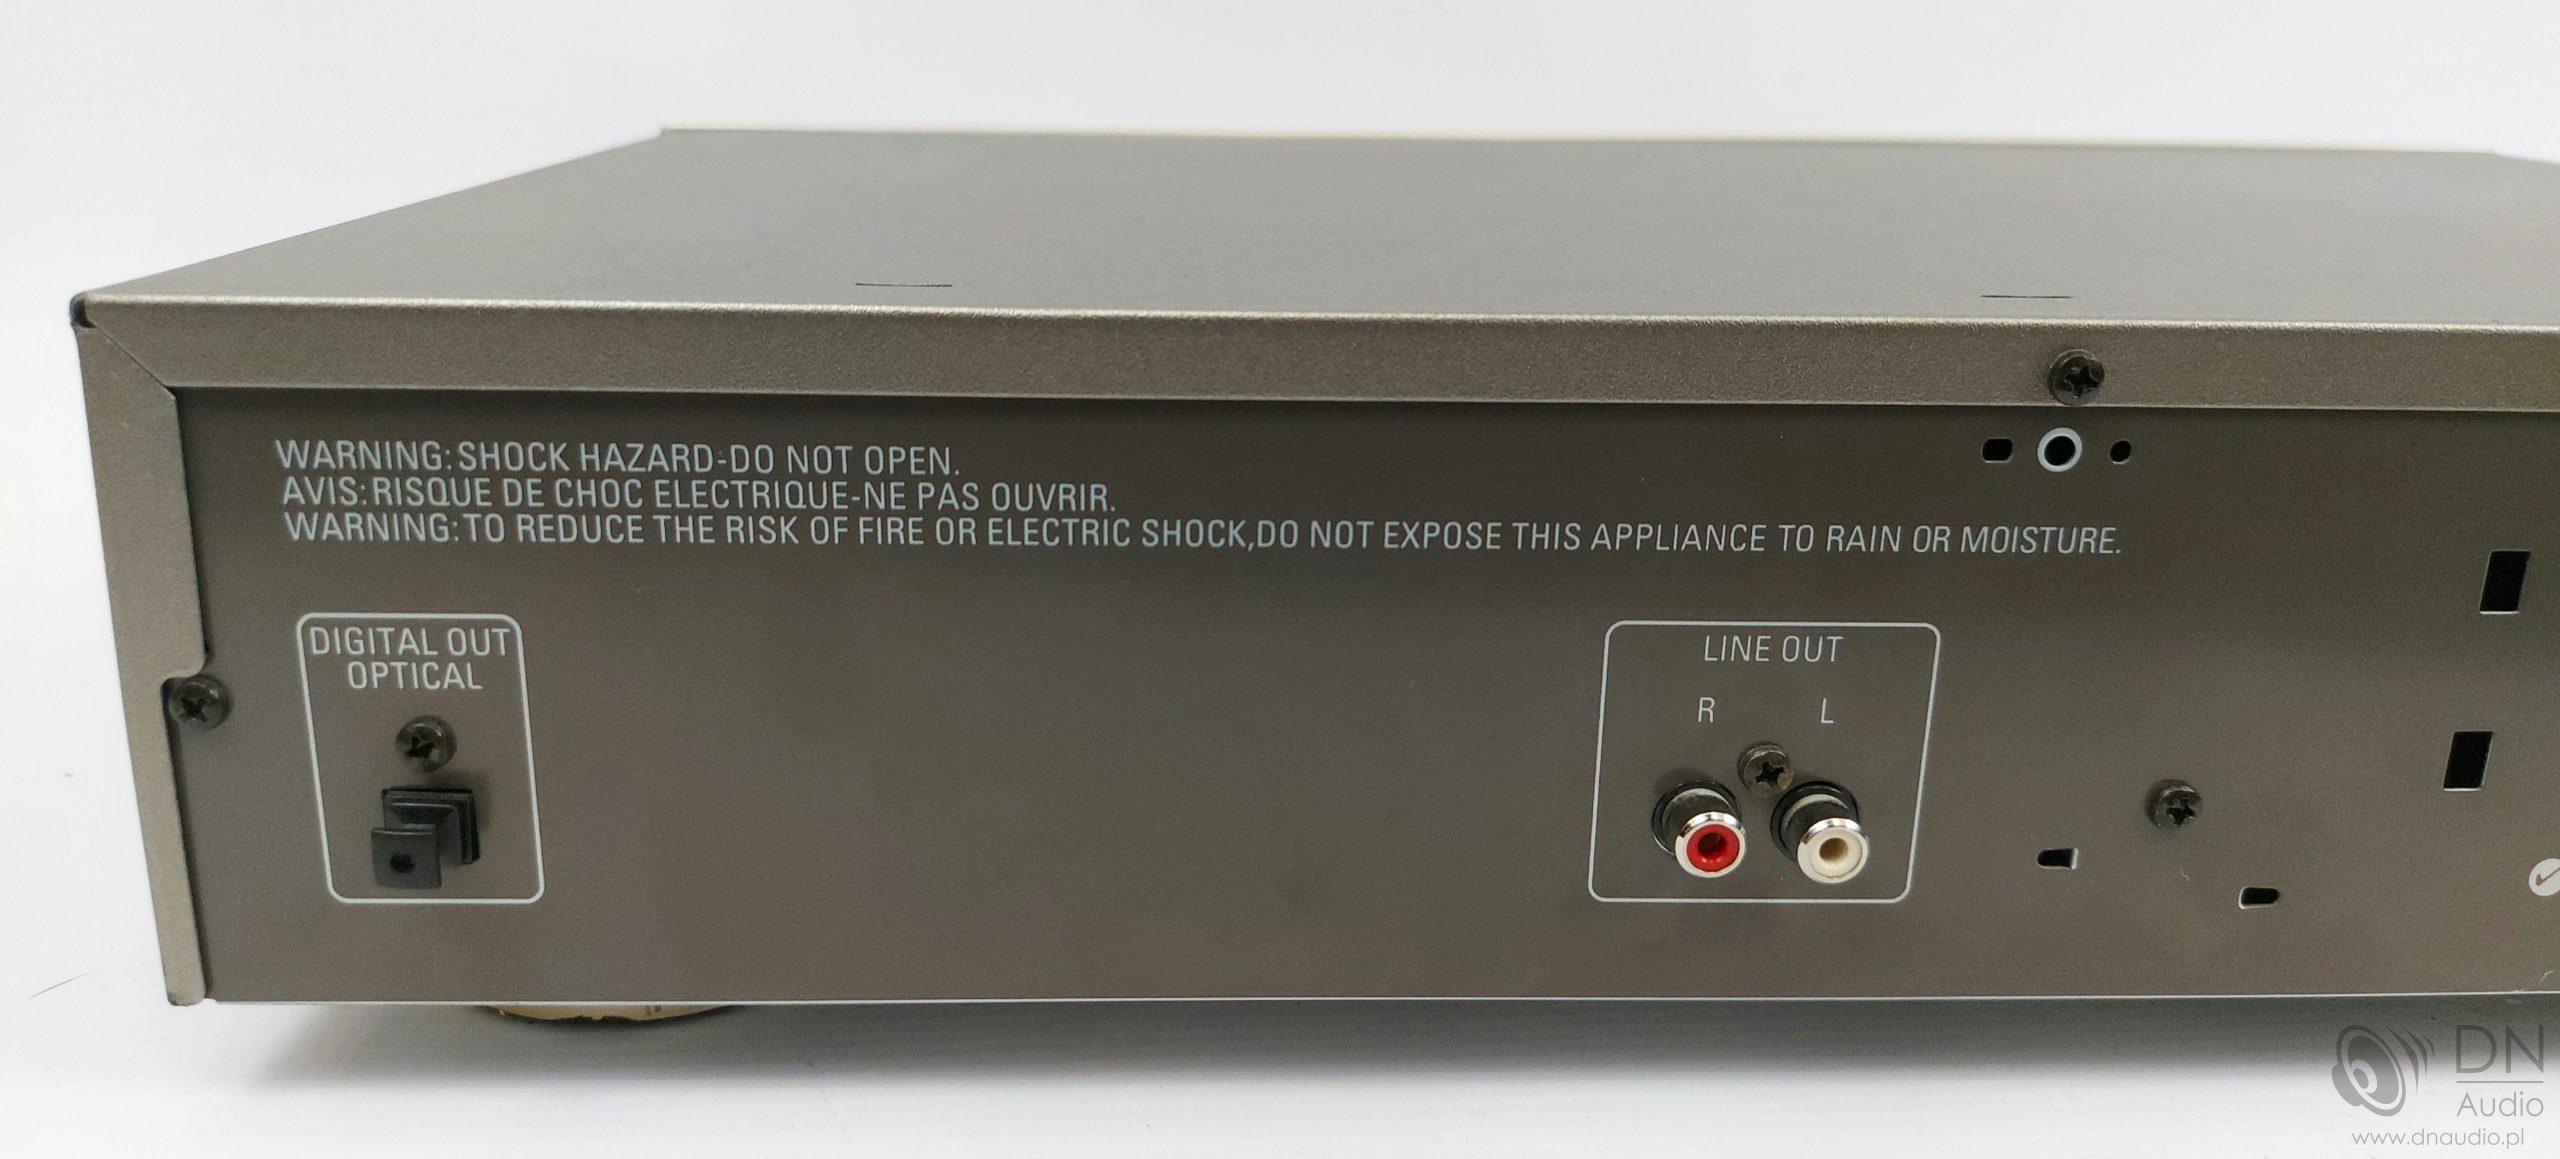 WARNING:SHOCK HAZARD-DO NOT OPEN.
AVIS:RISQUE DE CHOC ELECTRIQUE-NE PAS OUVRIR.
WARNING:TO REDUCE THE RISK OF FIRE OR ELECTRIC SHOCK,DO NOT EXPOSE THIS APPLIANCE TO RAIN OR MOISTURE.
DIGITAL OUT
OPTICAL
LINE OUT
R L
DN
Audio
www.dnaudio.pl